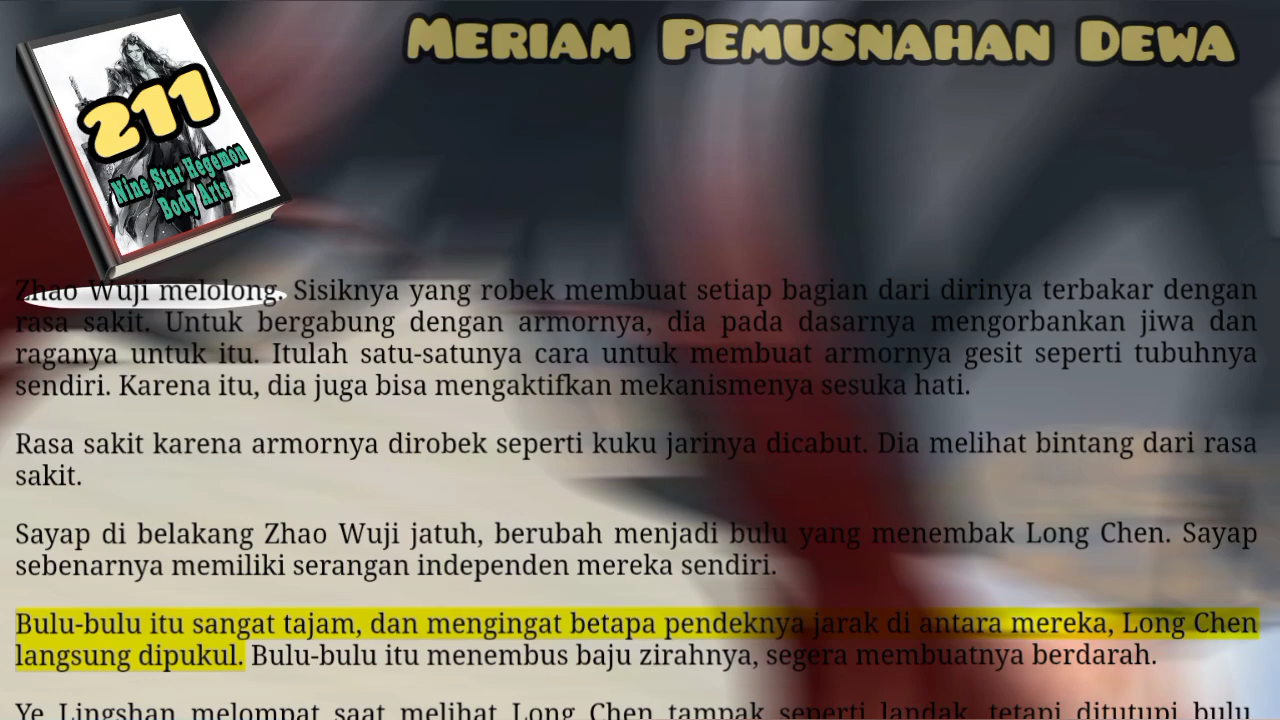 Meriam Pemusnahan Dewa
211
Nine Star Hegemon
Body Arts
Zhao Wuji melolong. Sisiknya yang robek membuat setiap bagian dari dirinya terbakar dengan
rasa sakit. Untuk bergabung dengan armornya, dia pada dasarnya mengorbankan jiwa dan
raganya untuk itu. Itulah satu-satunya cara untuk membuat armornya gesit seperti tubuhnya
sendiri. Karena itu, dia juga bisa mengaktifkan mekanismenya sesuka hati.
Rasa sakit karena armornya dirobek seperti kuku jarinya dicabut. Dia melihat bintang dari rasa
sakit.
Sayap di belakang Zhao Wuji jatuh, berubah menjadi bulu yang menembak Long Chen. Sayap
sebenarnya memiliki serangan independen mereka sendiri.
Bulu-bulu itu sangat tajam, dan mengingat betapa pendeknya jarak di antara mereka, Long Chen
langsung dipukul. Bulu-bulu itu menembus baju zirahnya, segera membuatnya berdarah.
Ye Lingshan melompat saat melihat Long Chen tampak seperti landak, tetapi ditutupi bulu